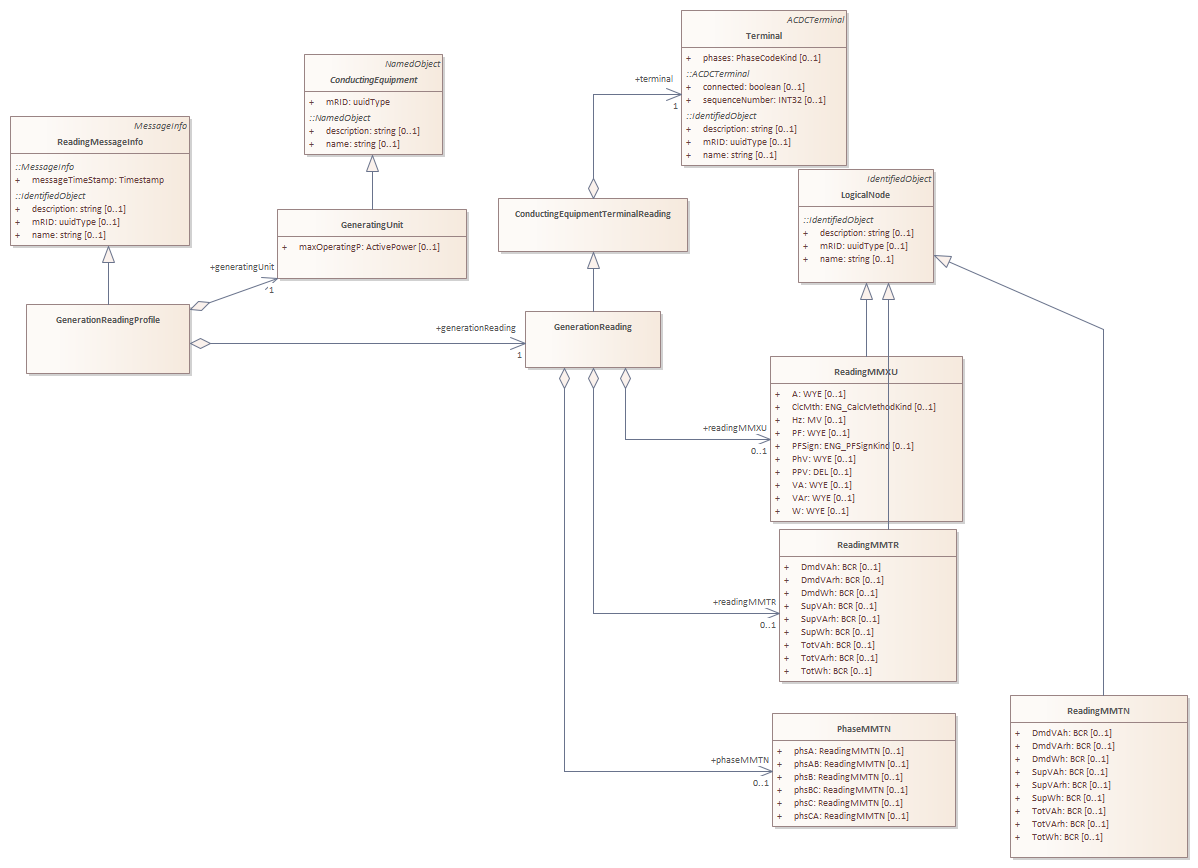 ACDCTerminal
Terminal
+ phases: PhaseCodeKind [0..1]
::ACDCTerminal
+ connected: boolean [0..1]
+ sequenceNumber: INT32 [0..1]
::IdentifiedObject
+ description: string [0..1]
+ mRID: uuidType [0..1]
+ name: string [0..1]
NamedObject
ConductingEquipment
+ mRID: uuidType
::NamedObject
+ description: string [0..1]
+ name: string [0..1]
+terminal
1
MessageInfo
ReadingMessageInfo
::MessageInfo
+ messageTimeStamp: Timestamp
::IdentifiedObject
+ description: string [0..1]
+ mRID: uuidType [0..1]
+ name: string [0..1]
IdentifiedObject
LogicalNode
::IdentifiedObject
+ description: string [0..1]
+ mRID: uuidType [0..1]
+ name: string [0..1]
ConductingEquipmentTerminalReading
GeneratingUnit
+ maxOperatingP: ActivePower [0..1]
+generatingUnit
1
GenerationReadingProfile
+generationReading
1
GenerationReading
ReadingMMXU
+ A: WYE [0..1]
+ ClcMth: ENG_CalcMethodKind [0..1]
+ Hz: MV [0..1]
+ PF: WYE [0..1]
+ PFSign: ENG_PFSignKind [0..1]
+ PhV: WYE [0..1]
+ PPV: DEL [0..1]
+ VA: WYE [0..1]
+ VAr: WYE [0..1]
+ W: WYE [0..1]
+readingMMXU
0..1
ReadingMMTR
+ DmdVAh: BCR [0..1]
+ DmdVArh: BCR [0..1]
+ DmdWh: BCR [0..1]
+ SupVAh: BCR [0..1]
+ SupVArh: BCR [0..1]
+ SupWh: BCR [0..1]
+ TotVAh: BCR [0..1]
+ TotVArh: BCR [0..1]
+ TotWh: BCR [0..1]
+readingMMTR
0..1
PhaseMMTN
+ phsA: ReadingMMTN [0..1]
+ phsAB: ReadingMMTN [0..1]
+ phsB: ReadingMMTN [0..1]
+ phsBC: ReadingMMTN [0..1]
+ phsC: ReadingMMTN [0..1]
+ phsCA: ReadingMMTN [0..1]
+phaseMMTN
0..1
ReadingMMTN
+ DmdVAh: BCR [0..1]
+ DmdVArh: BCR [0..1]
+ DmdWh: BCR [0..1]
+ SupVAh: BCR [0..1]
+ SupVArh: BCR [0..1]
+ SupWh: BCR [0..1]
+ TotVAh: BCR [0..1]
+ TotVArh: BCR [0..1]
+ TotWh: BCR [0..1]